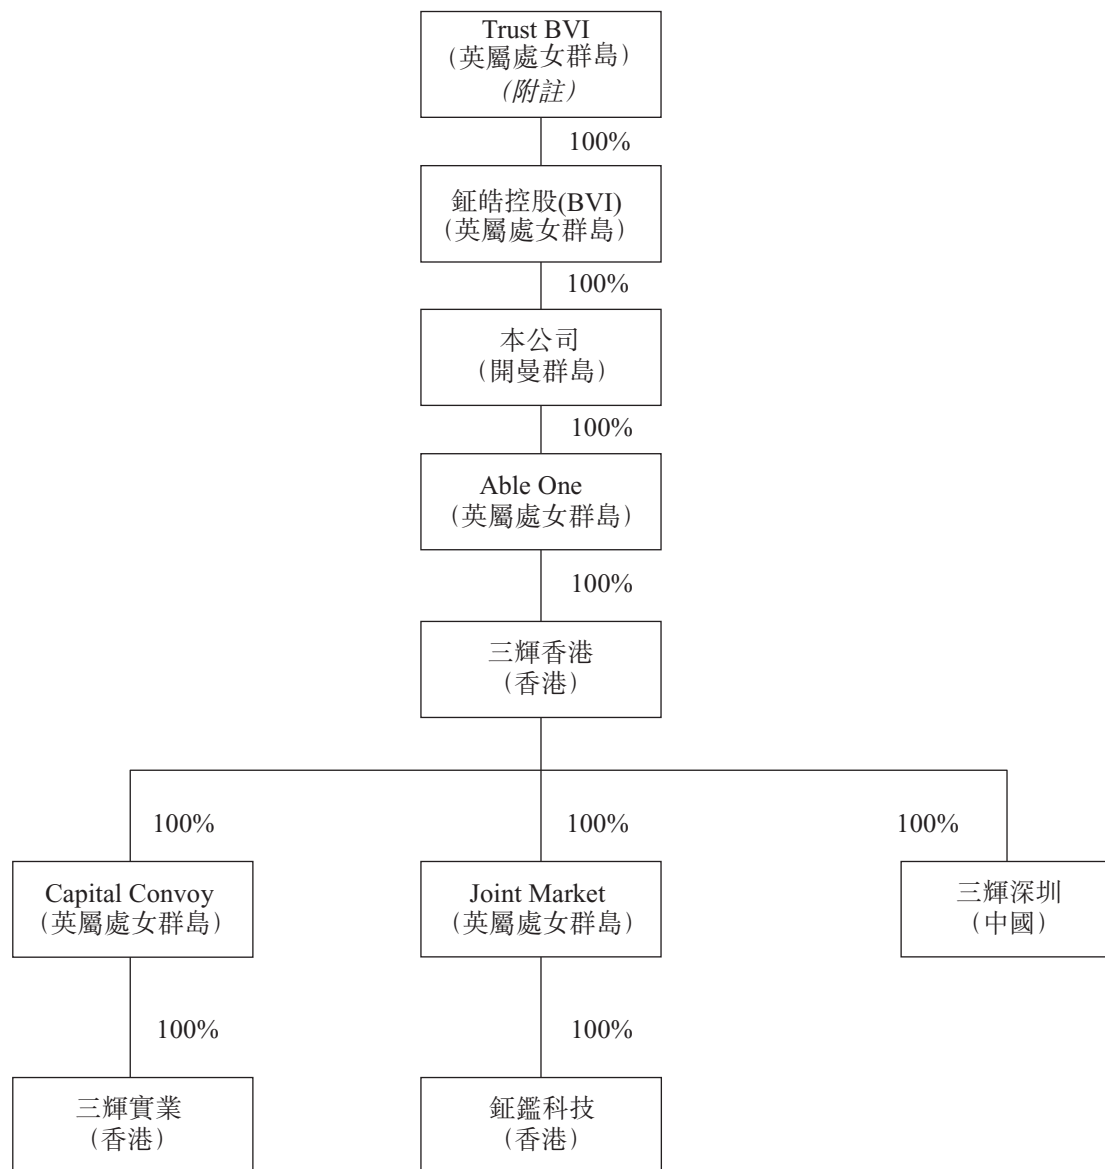 Trust BVI
（英屬處女群島）
（附註）
100%
鉦皓控股(BVI)
（英屬處女群島）
100%
本公司
（開曼群島）
100%
Able One
（英屬處女群島）
100%
三輝香港
（香港）
100%
100%
100%
Capital Convoy
（英屬處女群島）
Joint Market
（英屬處女群島）
三輝深圳
（中國）
100%
100%
三輝實業
（香港）
鉦鑑科技
（香港）